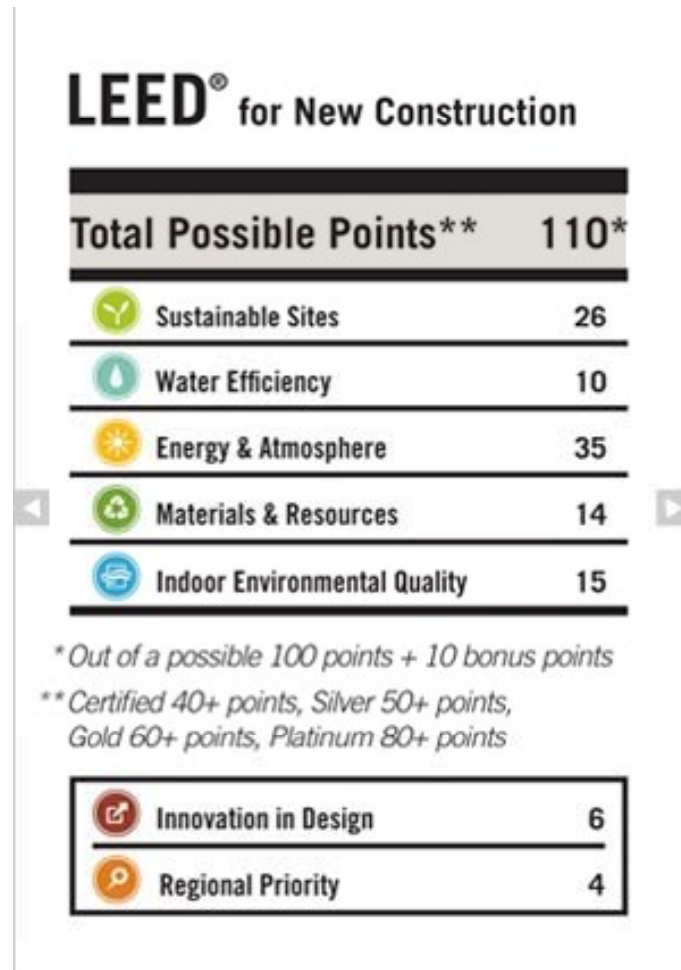 LEED® for New Construction
Total Possible Points** 110*
Sustainable Sites 26
Water Efficiency 10
Energy & Atmosphere 35
Materials & Resources 14
Indoor Environmental Quality 15
* Out of a possible 100 points + 10 bonus points
** Certified 40+ points, Silver 50+ points,
Gold 60+ points, Platinum 80+ points
Innovation in Design 6
Regional Priority 4